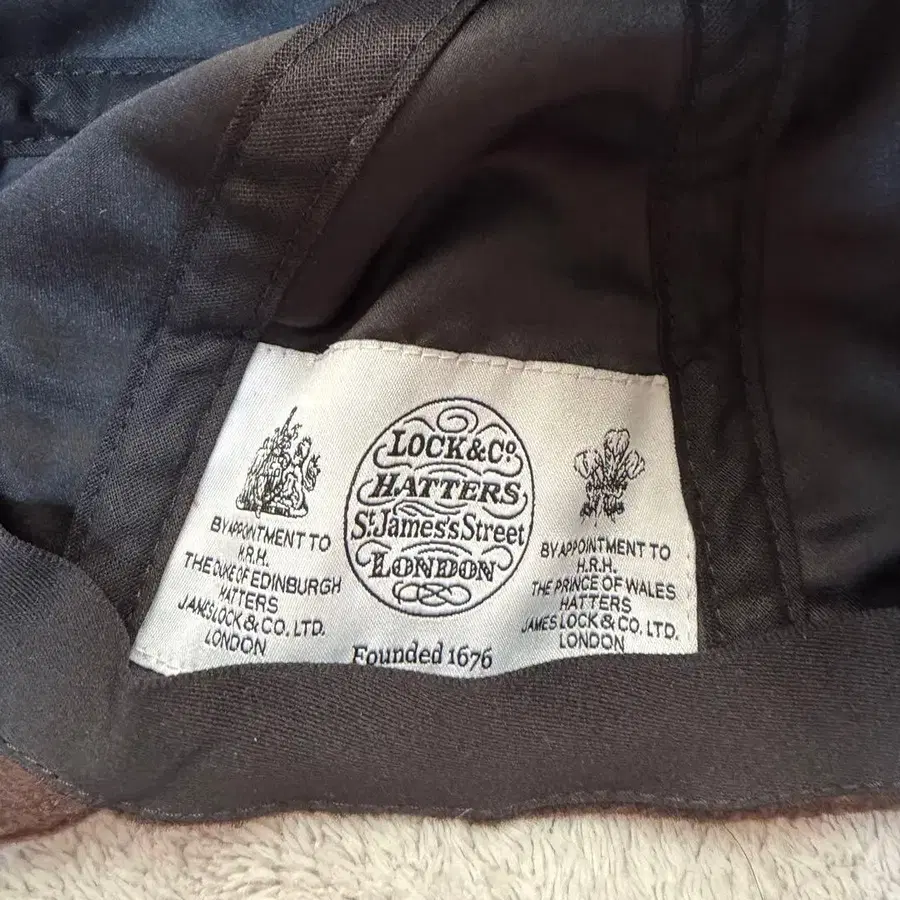 BY APPOINTMENT TO
H.R.H.
THE DUKE OF EDINBURGH
HATTERS
JAMES LOCK & CO. LTD.
LONDON
LOCK & Co.
HATTERS
St. James's Street
LONDON
Founded 1676
BY APPOINTMENT TO
H.R.H.
THE PRINCE OF WALES
HATTERS
JAMES LOCK & CO. LTD.
LONDON